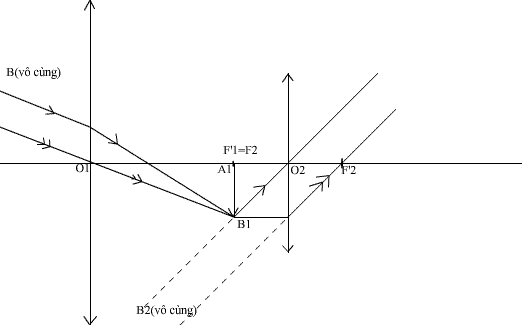 B(vô cùng)
F'1=F2
O1
A1
O2
F'2
B1
B2(vô cùng)